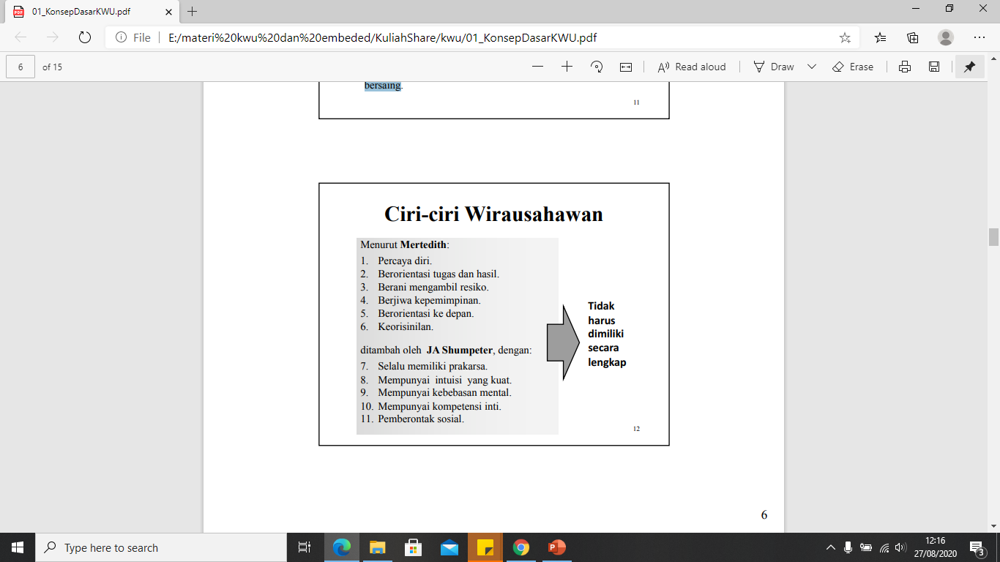 01_KonsepDasarKWU.pdf
File
E:/materi%20kwu%20dan%20embeded/KuliahShare/kwu/01_KonsepDasarKWU.pdf
6 of 15
Read aloud
Draw
Erase
bersaing.
11
Ciri-ciri Wirausahawan
Menurut Mertedith:
1. Percaya diri.
2. Berorientasi tugas dan hasil.
3. Berani mengambil resiko.
4. Berjiwa kepemimpinan.
5. Berorientasi ke depan.
6. Keorisinilan.
ditambah oleh JA Shumpeter, dengan:
7. Selalu memiliki prakarsa.
8. Mempunyai intuisi yang kuat.
9. Mempunyai kebebasan mental.
10. Mempunyai kompetensi inti.
11. Pemberontak sosial.
Tidak
harus
dimiliki
secara
lengkap
12
6
Type here to search
12:16
27/08/2020
3